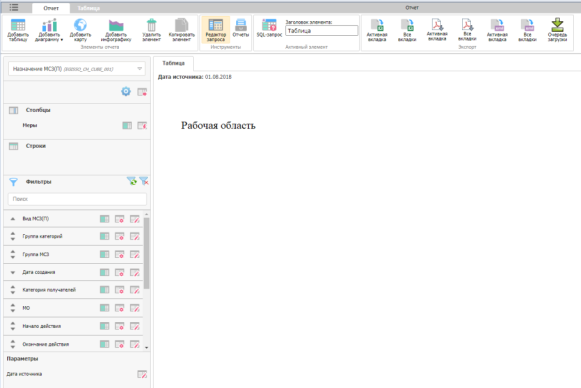 Отчет
Таблица
Отчет
Добавить таблицу
Добавить диаграмму
Добавить карту
Добавить инфографику
Удалить элемент
Копировать элемент
Редактор запроса
Отчеты
SQL-запрос
Заголовок элемента:
Таблица
Активная вкладка
Все вкладки
Активная вкладка
Все вкладки
Активная вкладка
Все вкладки
Очередь загрузки
Элементы отчета
Инструменты
Активный элемент
Экспорт
Назначение МСЗ(П)
Таблица
Дата источника: 01.08.2018
Столбцы
Меры
Рабочая область
Строки
Фильтры
Поиск
Вид МСЗ(П)
Группа категорий
Группа МСЗ
Дата создания
Категория получателей
МО
Начало действия
Окончание действия
Параметры
Дата источника